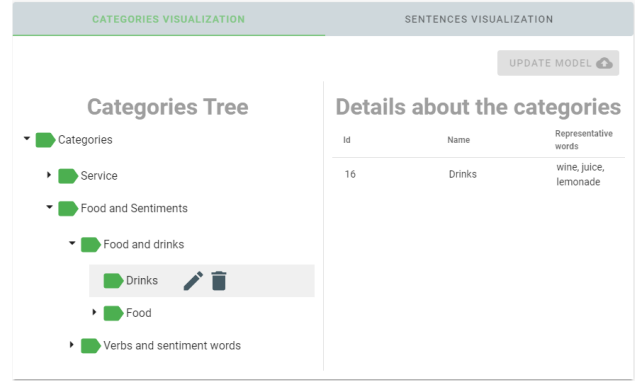 CATEGORIES VISUALIZATION
SENTENCES VISUALIZATION
UPDATE MODEL
Categories Tree
Categories
Service
Food and Sentiments
Food and drinks
Drinks
Food
Verbs and sentiment words
Details about the categories
Id Name Representative
words
16 Drinks wine, juice,
lemonade